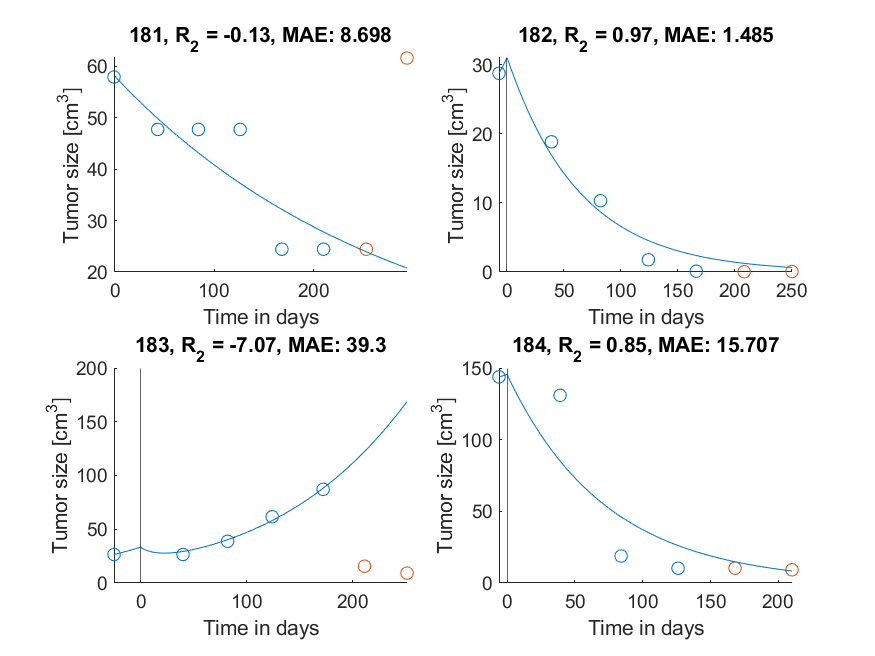 181, R2 = -0.13, MAE: 8.698
60
50
40
30
20
Tumor size [cm3]
0 100 200
Time in days
182, R2 = 0.97, MAE: 1.485
30
20
10
0
Tumor size [cm3]
0 50 100 150 200 250
Time in days
183, R2 = -7.07, MAE: 39.3
200
150
100
50
0
Tumor size [cm3]
0 100 200
Time in days
184, R2 = 0.85, MAE: 15.707
150
100
50
0
Tumor size [cm3]
0 50 100 150 200
Time in days